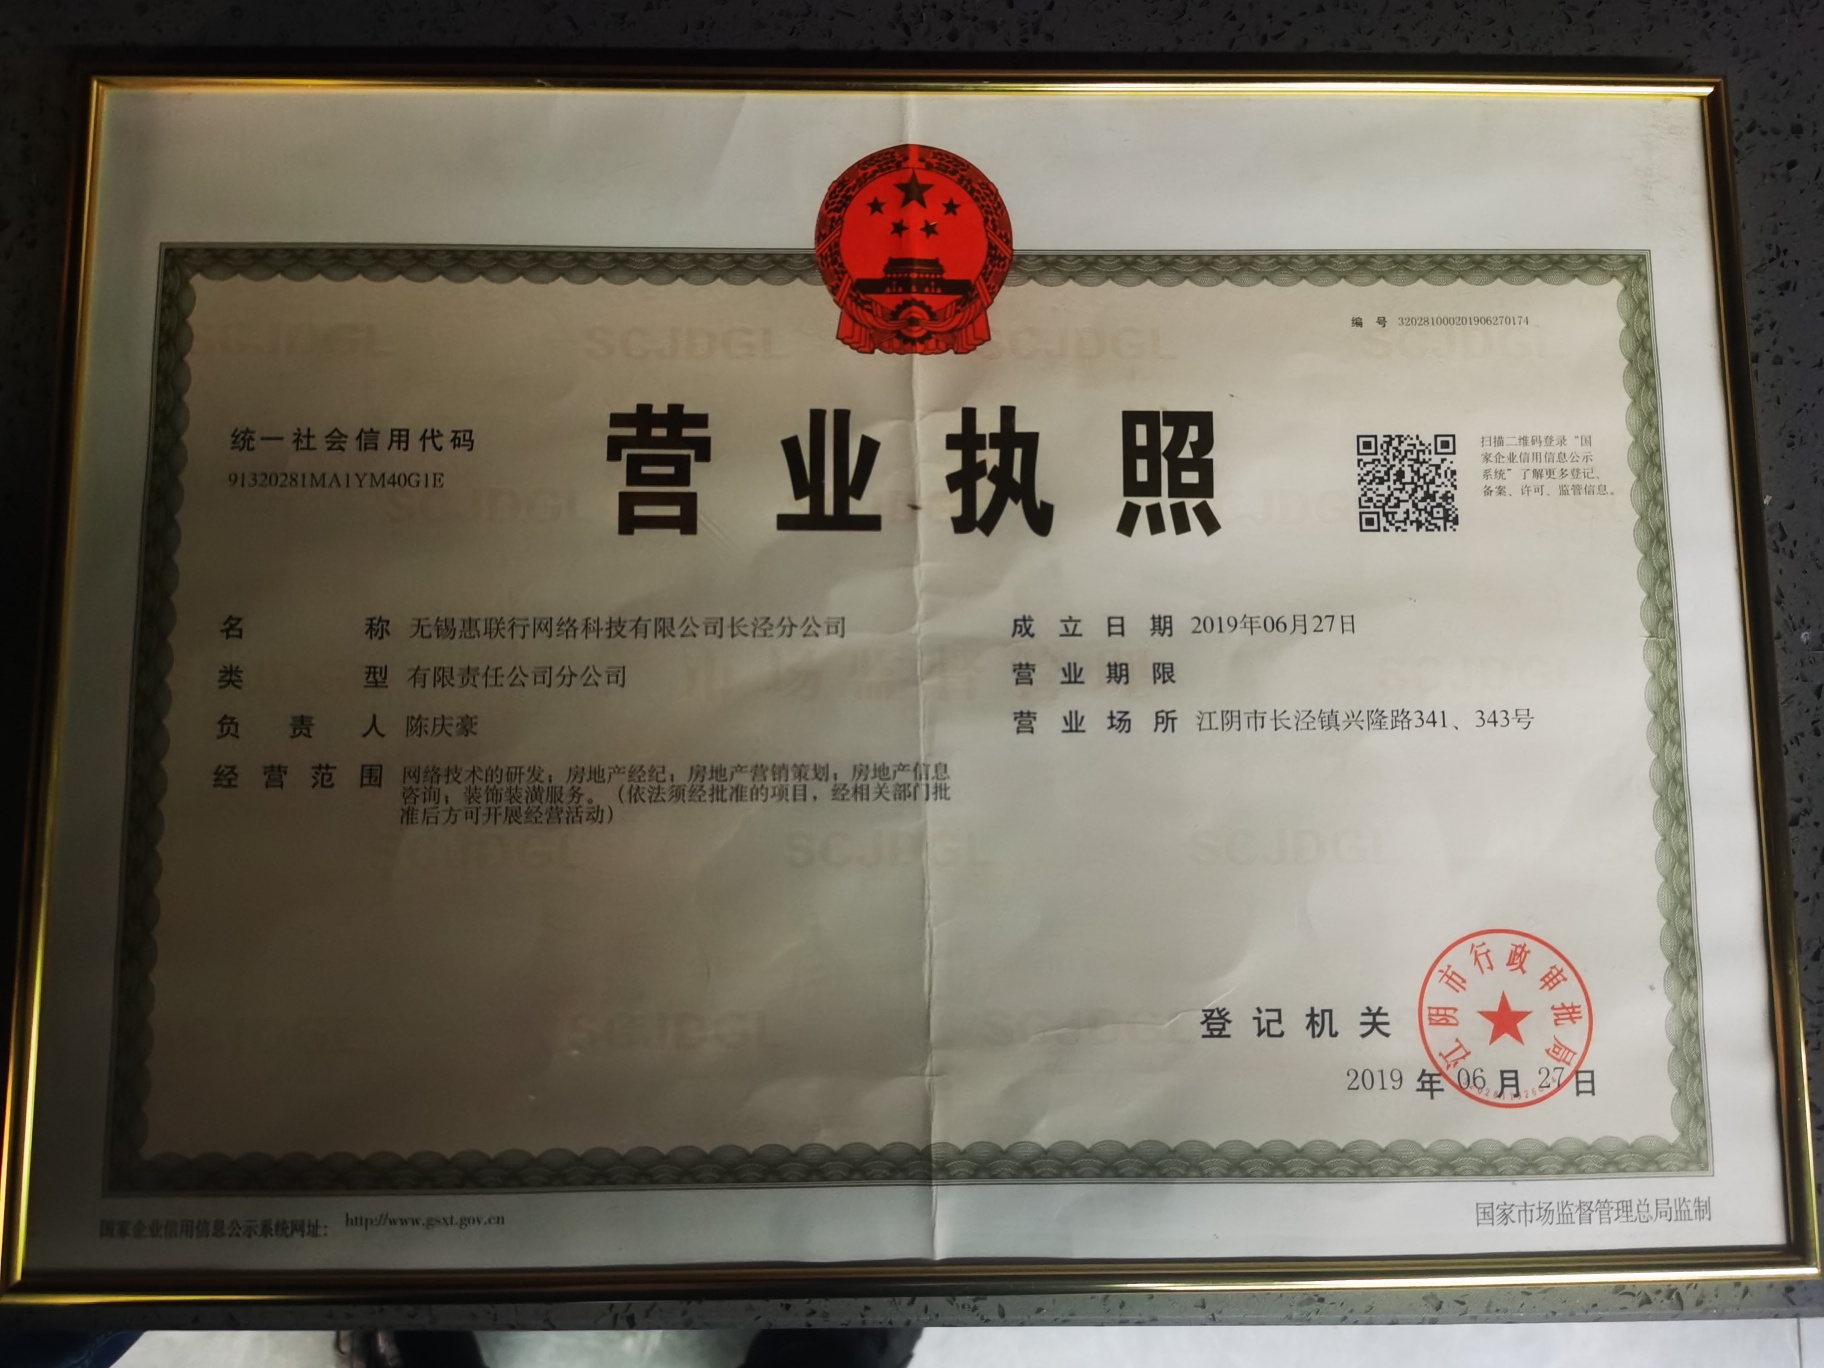 编 号 320281000201906270174
统一社会信用代码
91320281MA1YM40G1E
营业执照
扫描二维码登录“国
家企业信用信息公示
系统”了解更多登记、
备案、许可、监管信息。
名 称 无锡惠联行网络科技有限公司长泾分公司
类 型 有限责任公司分公司
负 责 人 陈庆豪
经 营 范 围 网络技术的研发；房地产经纪；房地产营销策划；房地产信息
咨询；装饰装潢服务。（依法须经批准的项目，经相关部门批
准后方可开展经营活动）
成 立 日 期 2019年06月27日
营 业 期 限
营 业 场 所 江阴市长泾镇兴隆路341、343号
登 记 机 关
江阴市行政审批局
2019 年 06 月 27 日
国家企业信用信息公示系统网址： http://www.gsxt.gov.cn
国家市场监督管理总局监制
SCJDGL